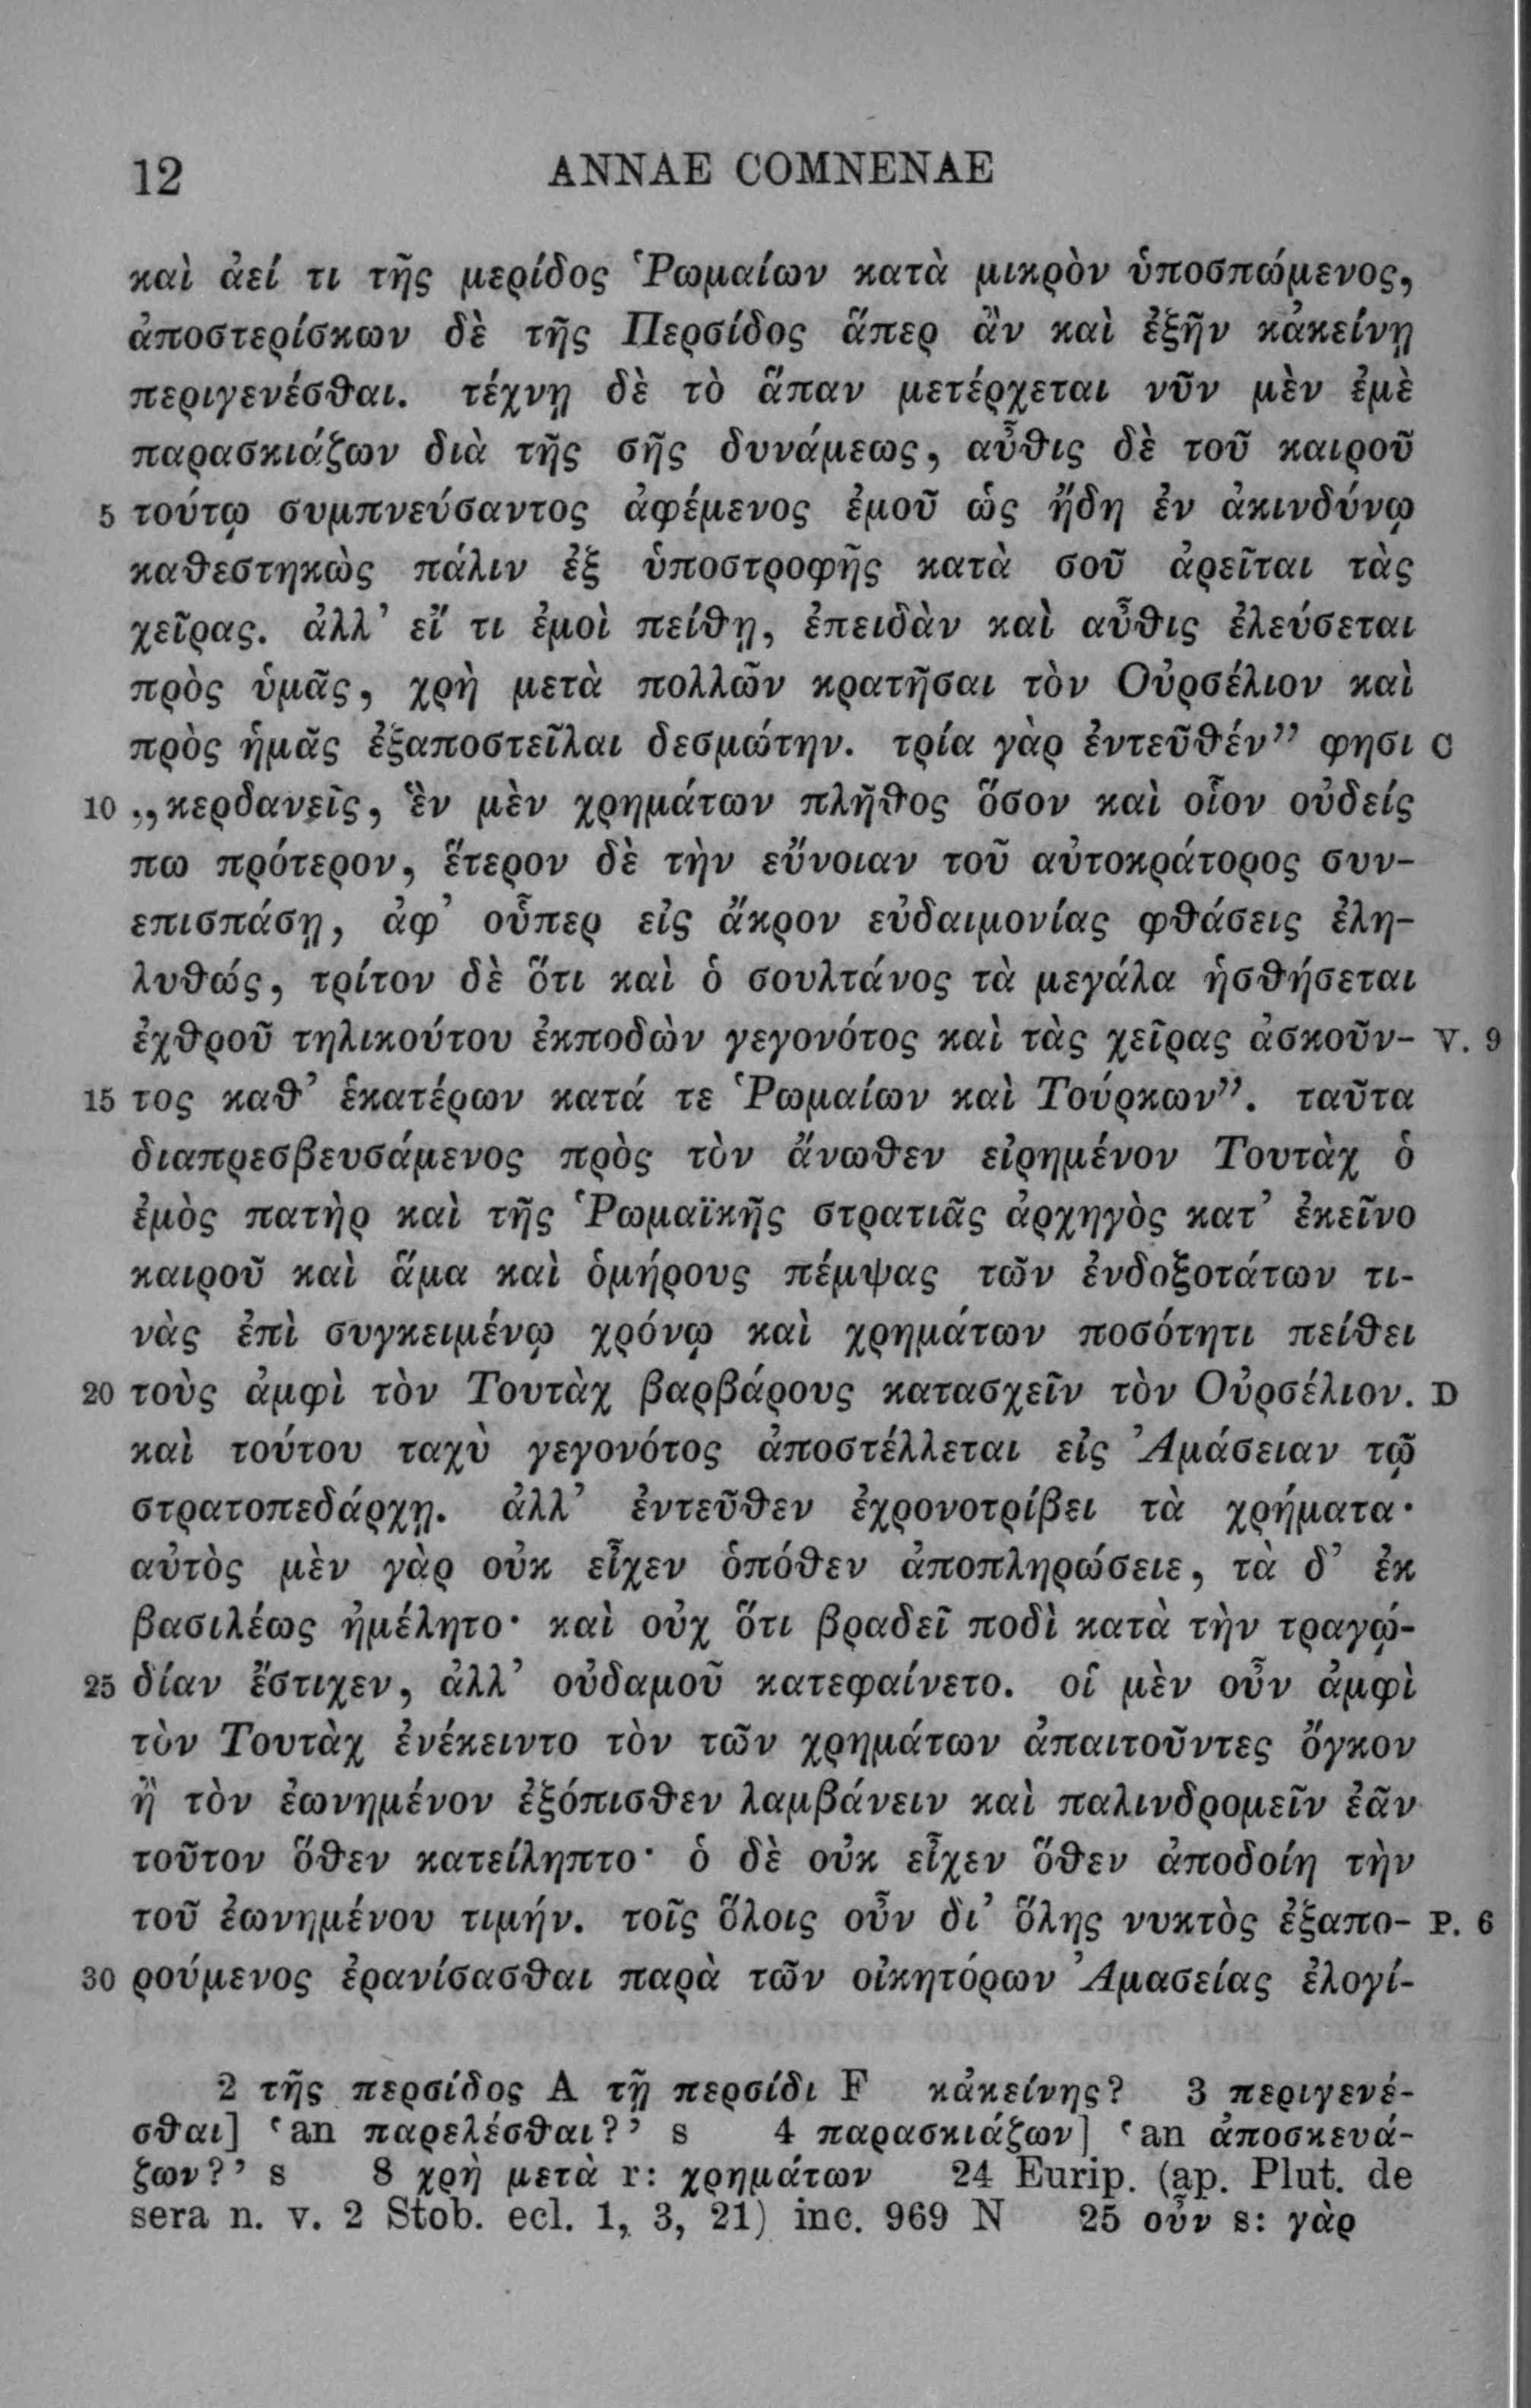 12 ANNAE COMNENAE
καὶ ἀεί τι τῆς μερίδος Ῥωμαίων κατὰ μικρὸν ὑποσπώμενος,
ἀποστερίσκων δὲ τῆς Περσίδος ἅπερ ἂν καὶ ἐξῆν κἀκείνῃ
περιγενέσθαι. τέχνῃ δὲ τὸ ἅπαν μετέρχεται νῦν μὲν ἐμὲ
παρασκιάζων διὰ τῆς σῆς δυνάμεως, αὖθις δὲ τοῦ καιροῦ
5 τούτῳ συμπνεύσαντος ἀφέμενος ἐμοῦ ὡς ἤδη ἐν ἀκινδύνῳ
καθεστηκὼς πάλιν ἐξ ὑποστροφῆς κατὰ σοῦ ἀρεῖται τὰς
χεῖρας. ἀλλ’ εἴ τι ἐμοὶ πείθῃ, ἐπειδὰν καὶ αὖθις ἐλεύσεται
πρὸς ὑμᾶς, χρὴ μετὰ πολλῶν κρατῆσαι τὸν Οὐρσέλιον καὶ
πρὸς ἡμᾶς ἐξαποστεῖλαι δεσμώτην. τρία γὰρ ἐντεῦθέν” φησι C
10 „κερδανεῖς, ἓν μὲν χρημάτων πλῆθος ὅσον καὶ οἷον οὐδείς
πω πρότερον, ἕτερον δὲ τὴν εὔνοιαν τοῦ αὐτοκράτορος συν-
επισπάσῃ, ἀφ’ οὗπερ εἰς ἄκρον εὐδαιμονίας φθάσεις ἐλη-
λυθώς, τρίτον δὲ ὅτι καὶ ὁ σουλτάνος τὰ μεγάλα ἡσθήσεται
ἐχθροῦ τηλικούτου ἐκποδὼν γεγονότος καὶ τὰς χεῖρας ἀσκοῦν- V. 9
15 τος καθ’ ἑκατέρων κατά τε Ῥωμαίων καὶ Τούρκων”. ταῦτα
διαπρεσβευσάμενος πρὸς τὸν ἄνωθεν εἰρημένον Τουτὰχ ὁ
ἐμὸς πατὴρ καὶ τῆς Ῥωμαϊκῆς στρατιᾶς ἀρχηγὸς κατ’ ἐκεῖνο
καιροῦ καὶ ἅμα καὶ ὁμήρους πέμψας τῶν ἐνδοξοτάτων τι-
νὰς ἐπὶ συγκειμένῳ χρόνῳ καὶ χρημάτων ποσότητι πείθει
20 τοὺς ἀμφὶ τὸν Τουτὰχ βαρβάρους κατασχεῖν τὸν Οὐρσέλιον. D
καὶ τούτου ταχὺ γεγονότος ἀποστέλλεται εἰς Ἀμάσειαν τῷ
στρατοπεδάρχῃ. ἀλλ’ ἐντεῦθεν ἐχρονοτρίβει τὰ χρήματα·
αὐτὸς μὲν γὰρ οὐκ εἶχεν ὁπόθεν ἀποπληρώσειε, τὰ δ’ ἐκ
βασιλέως ἠμέλητο· καὶ οὐχ ὅτι βραδεῖ ποδὶ κατὰ τὴν τραγῳ-
25 δίαν ἔστιχεν, ἀλλ’ οὐδαμοῦ κατεφαίνετο. οἱ μὲν οὖν ἀμφὶ
τὸν Τουτὰχ ἐνέκειντο τὸν τῶν χρημάτων ἀπαιτοῦντες ὄγκον
ἢ τὸν ἐωνημένον ἐξόπισθεν λαμβάνειν καὶ παλινδρομεῖν ἐᾶν
τοῦτον ὅθεν κατείληπτο· ὁ δὲ οὐκ εἶχεν ὅθεν ἀποδοίη τὴν
τοῦ ἐωνημένου τιμήν. τοῖς ὅλοις οὖν δι’ ὅλης νυκτὸς ἐξαπο- P. 6
30 ρούμενος ἐρανίσασθαι παρὰ τῶν οἰκητόρων Ἀμασείας ἐλογί-
2 τῆς περσίδος A τῇ περσίδι F κἀκείνης? 3 περιγενέ-
σθαι] ‘an παρελέσθαι?’ s 4 παρασκιάζων] ‘an ἀποσκευά-
ζων?’ s 8 χρὴ μετὰ r: χρημάτων 24 Eurip. (ap. Plut. de
sera n. v. 2 Stob. ecl. 1, 3, 21) inc. 969 N 25 οὖν s: γὰρ